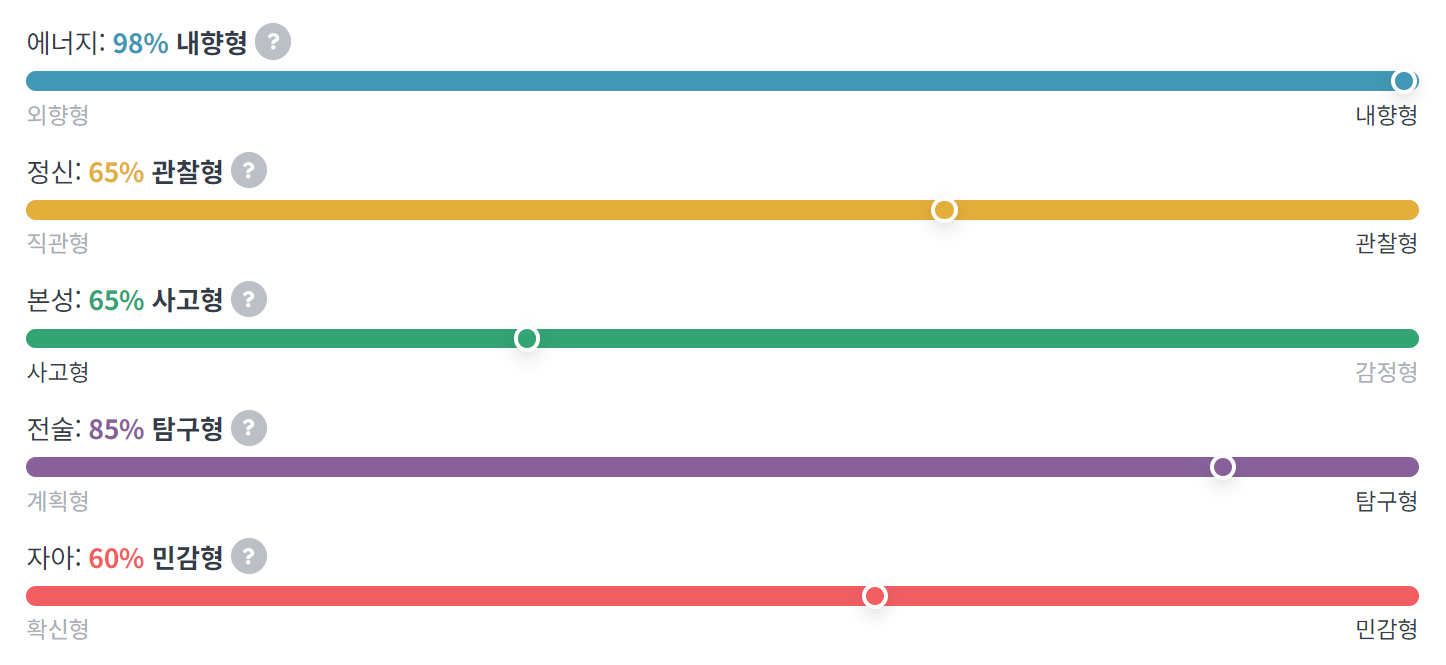 에너지: 98% 내향형 ?
외향형 내향형
정신: 65% 관찰형 ?
직관형 관찰형
본성: 65% 사고형 ?
사고형 감정형
전술: 85% 탐구형 ?
계획형 탐구형
자아: 60% 민감형 ?
확신형 민감형